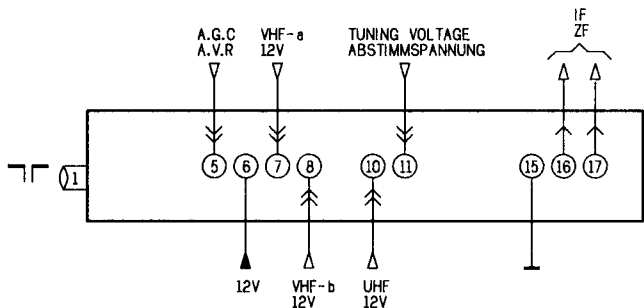 A.G.C
A.V.R
VHF-a
12V
TUNING VOLTAGE
ABSTIMMSPANNUNG
IF
ZF
1
5
6
7
8
10
11
15
16
17
12V
VHF-b
12V
UHF
12V